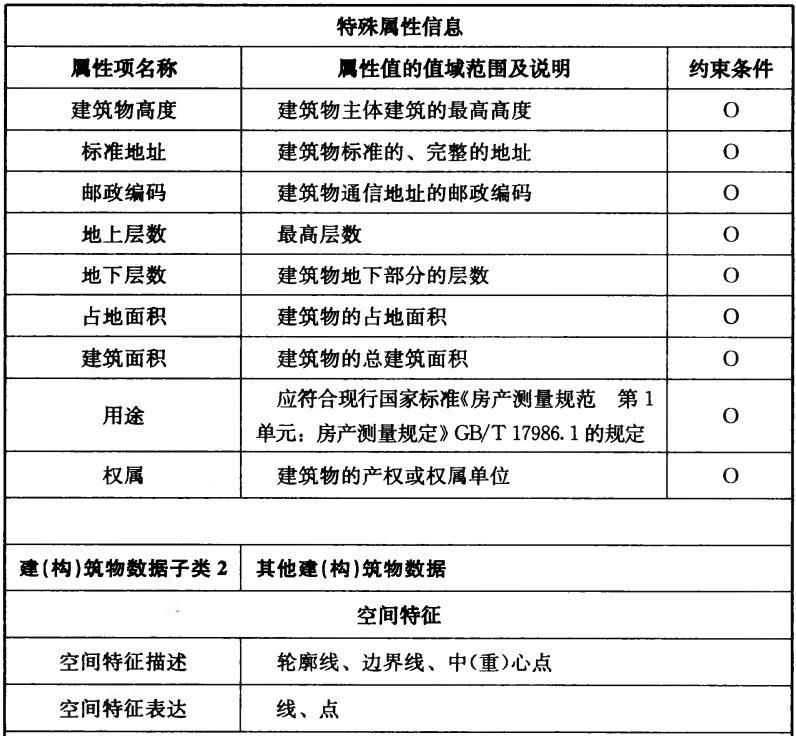 特殊属性信息
属性项名称 属性值的值域范围及说明 约束条件
建筑物高度 建筑物主体建筑的最高高度 O
标准地址 建筑物标准的、完整的地址 O
邮政编码 建筑物通信地址的邮政编码 O
地上层数 最高层数 O
地下层数 建筑物地下部分的层数 O
占地面积 建筑物的占地面积 O
建筑面积 建筑物的总建筑面积 O
用途 应符合现行国家标准《房产测量规范 第1
单元：房产测量规定》GB/T 17986.1的规定 O
权属 建筑物的产权或权属单位 O
建(构)筑物数据子类2 其他建(构)筑物数据
空间特征
空间特征描述 轮廓线、边界线、中(重)心点
空间特征表达 线、点